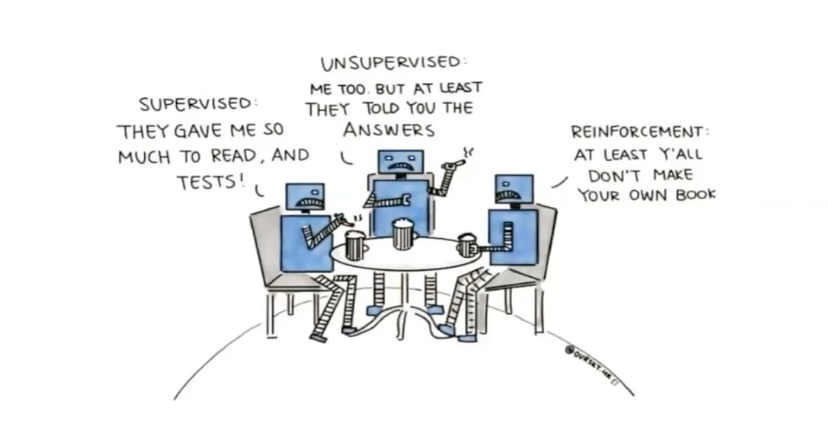 SUPERVISED:
THEY GAVE ME SO
MUCH TO READ, AND
TESTS!
UNSUPERVISED:
ME TOO. BUT AT LEAST
THEY TOLD YOU THE
ANSWERS
REINFORCEMENT:
AT LEAST Y'ALL
DON'T MAKE
YOUR OWN BOOK